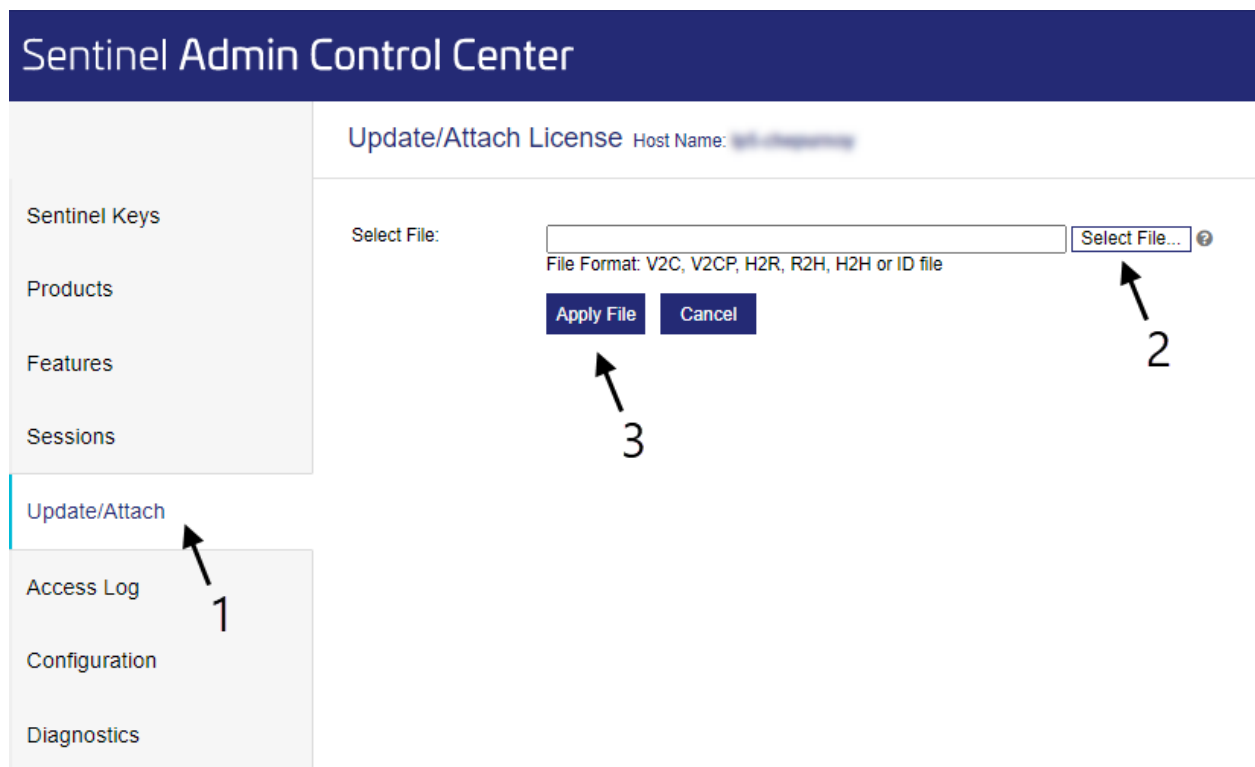 Sentinel Admin Control Center
Update/Attach License Host Name:
Sentinel Keys
Products
Features
Sessions
Update/Attach
Access Log
Configuration
Diagnostics
Select File: Select File... ?
File Format: V2C, V2CP, H2R, R2H, H2H or ID file
Apply File Cancel
1
2
3